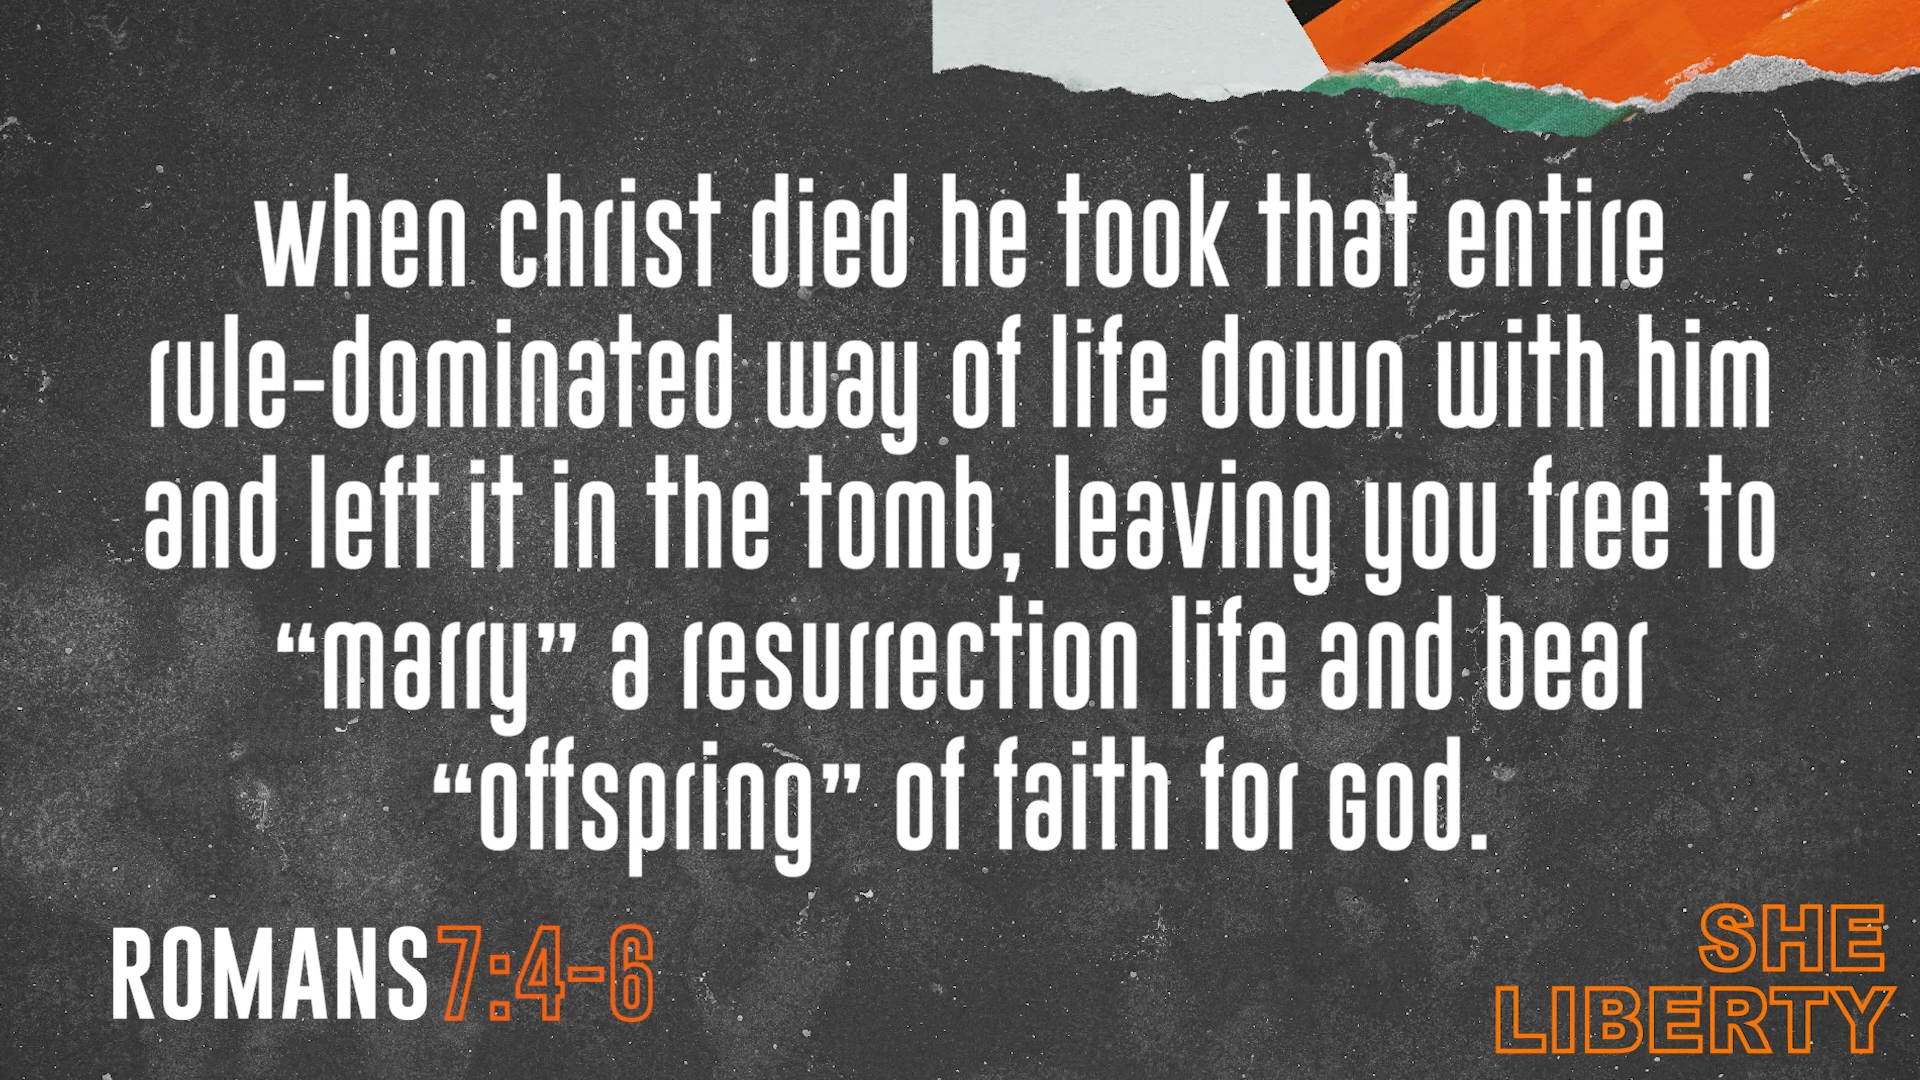 when christ died he took that entire
rule-dominated way of life down with him
and left it in the tomb, leaving you free to
“marry” a resurrection life and bear
“offspring” of faith for God.
ROMANS 7:4-6
SHE
LIBERTY